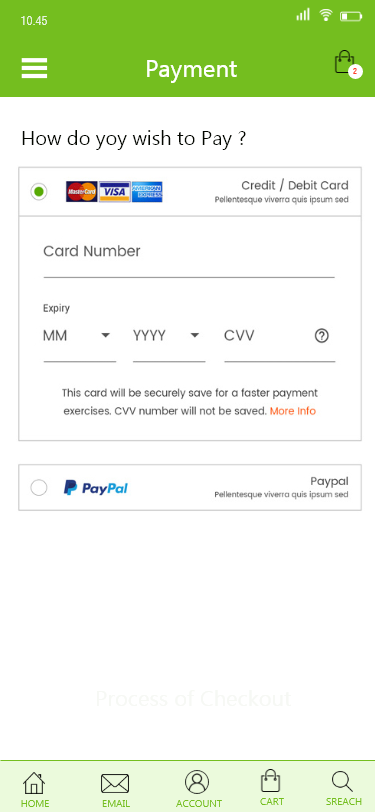 10.45
Payment
2
How do yoy wish to Pay ?
MasterCard VISA AMERICAN EXPRESS
Credit / Debit Card
Pellentesque viverra quis ipsum sed
Card Number
Expiry
MM YYYY CVV ?
This card will be securely save for a faster payment
exercises. CVV number will not be saved. More Info
PayPal
Paypal
Pellentesque viverra quis ipsum sed
Process of Checkout
HOME EMAIL ACCOUNT CART SREACH